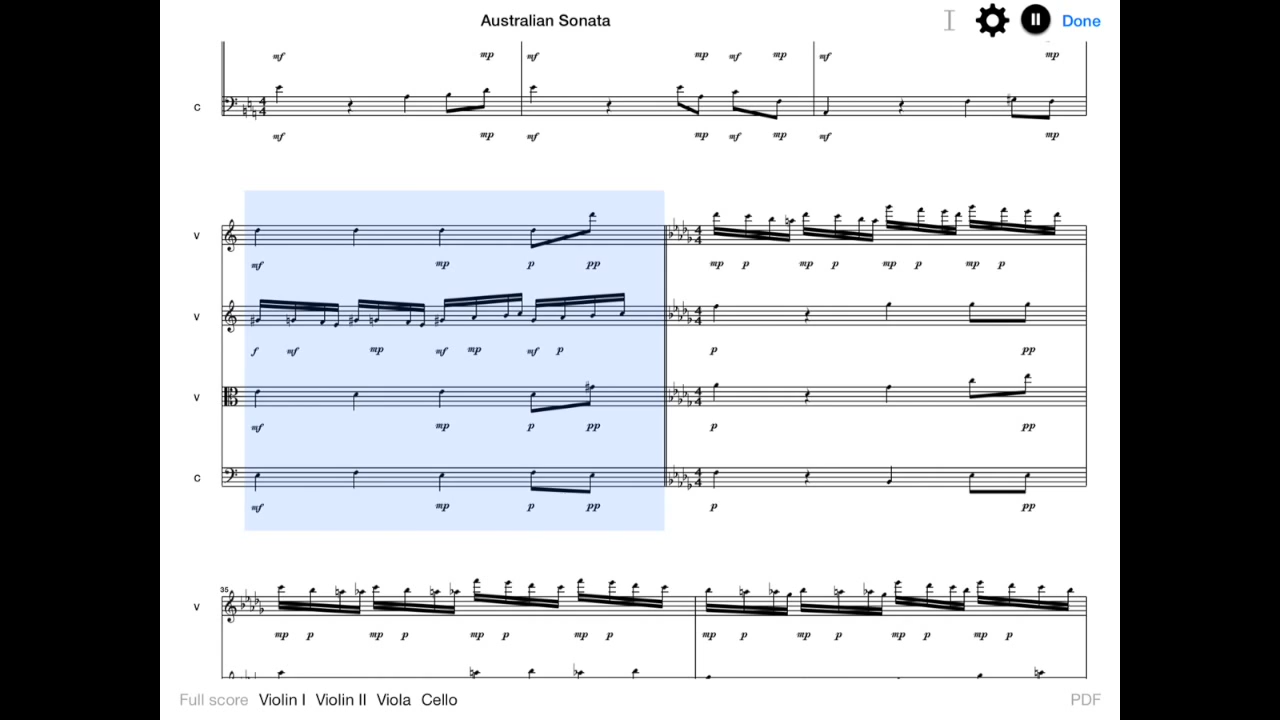 Australian Sonata
Done
mf mp mf mp mf mp mf mp
C
mf mp mf mp mf mp mf mp
V
mf mp p pp mp p mp p mp p mp p
V
f mf mp mf mp mf p p pp
V
mf mp p pp p pp
C
mf mp p pp p pp
35
V
mp p mp p mp p mp p mp p mp p mp p mp p
Full score Violin I Violin II Viola Cello PDF